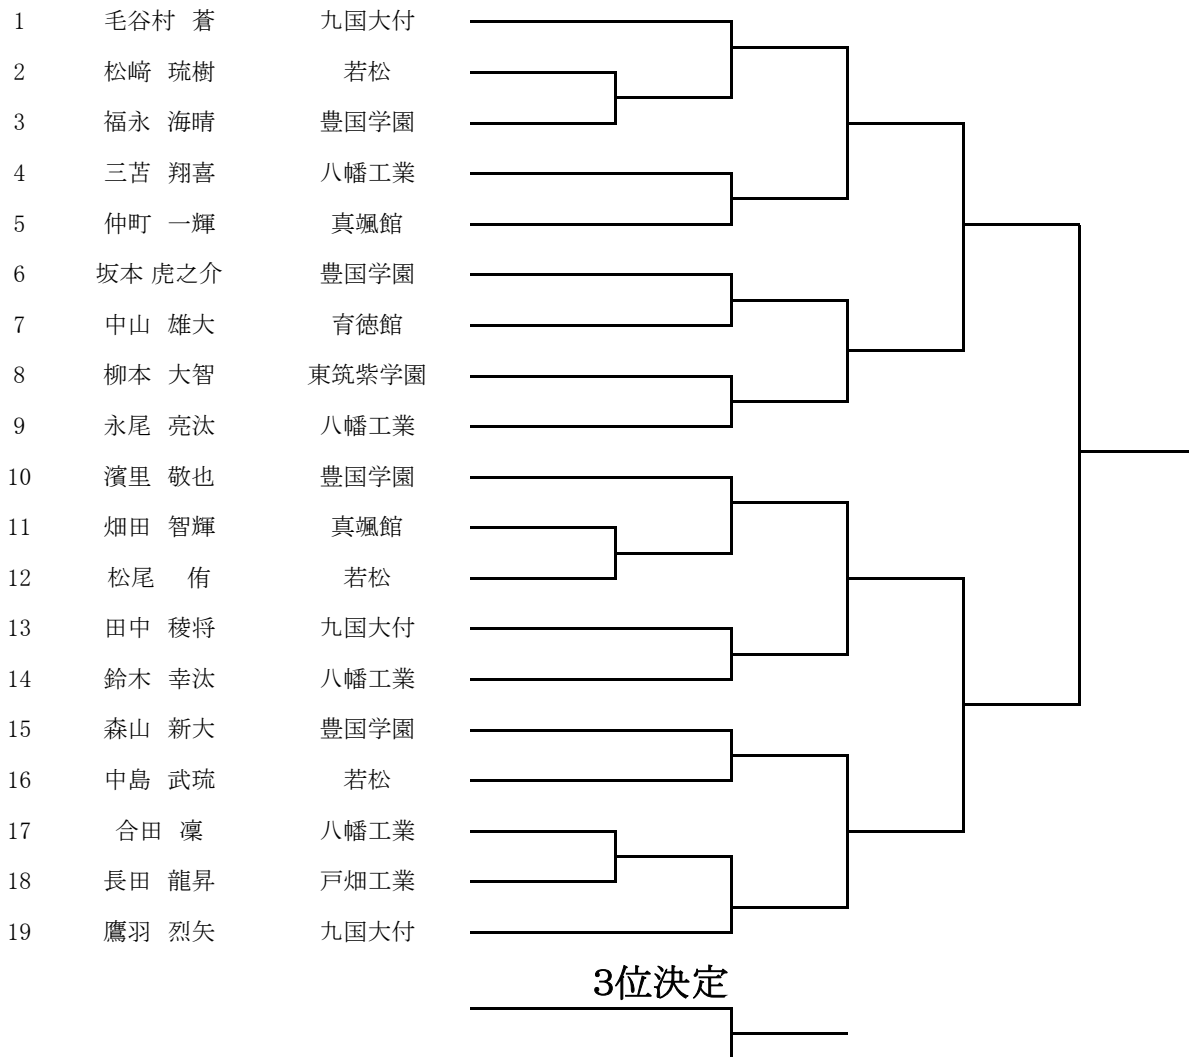 1 毛谷村 蒼 九国大付
2 松﨑 琉樹 若松
3 福永 海晴 豊国学園
4 三苫 翔喜 八幡工業
5 仲町 一輝 真颯館
6 坂本 虎之介 豊国学園
7 中山 雄大 育徳館
8 柳本 大智 東筑紫学園
9 永尾 亮汰 八幡工業
10 濱里 敬也 豊国学園
11 畑田 智輝 真颯館
12 松尾 侑 若松
13 田中 稜将 九国大付
14 鈴木 幸汰 八幡工業
15 森山 新大 豊国学園
16 中島 武琉 若松
17 合田 凜 八幡工業
18 長田 龍昇 戸畑工業
19 鷹羽 烈矢 九国大付
3位決定